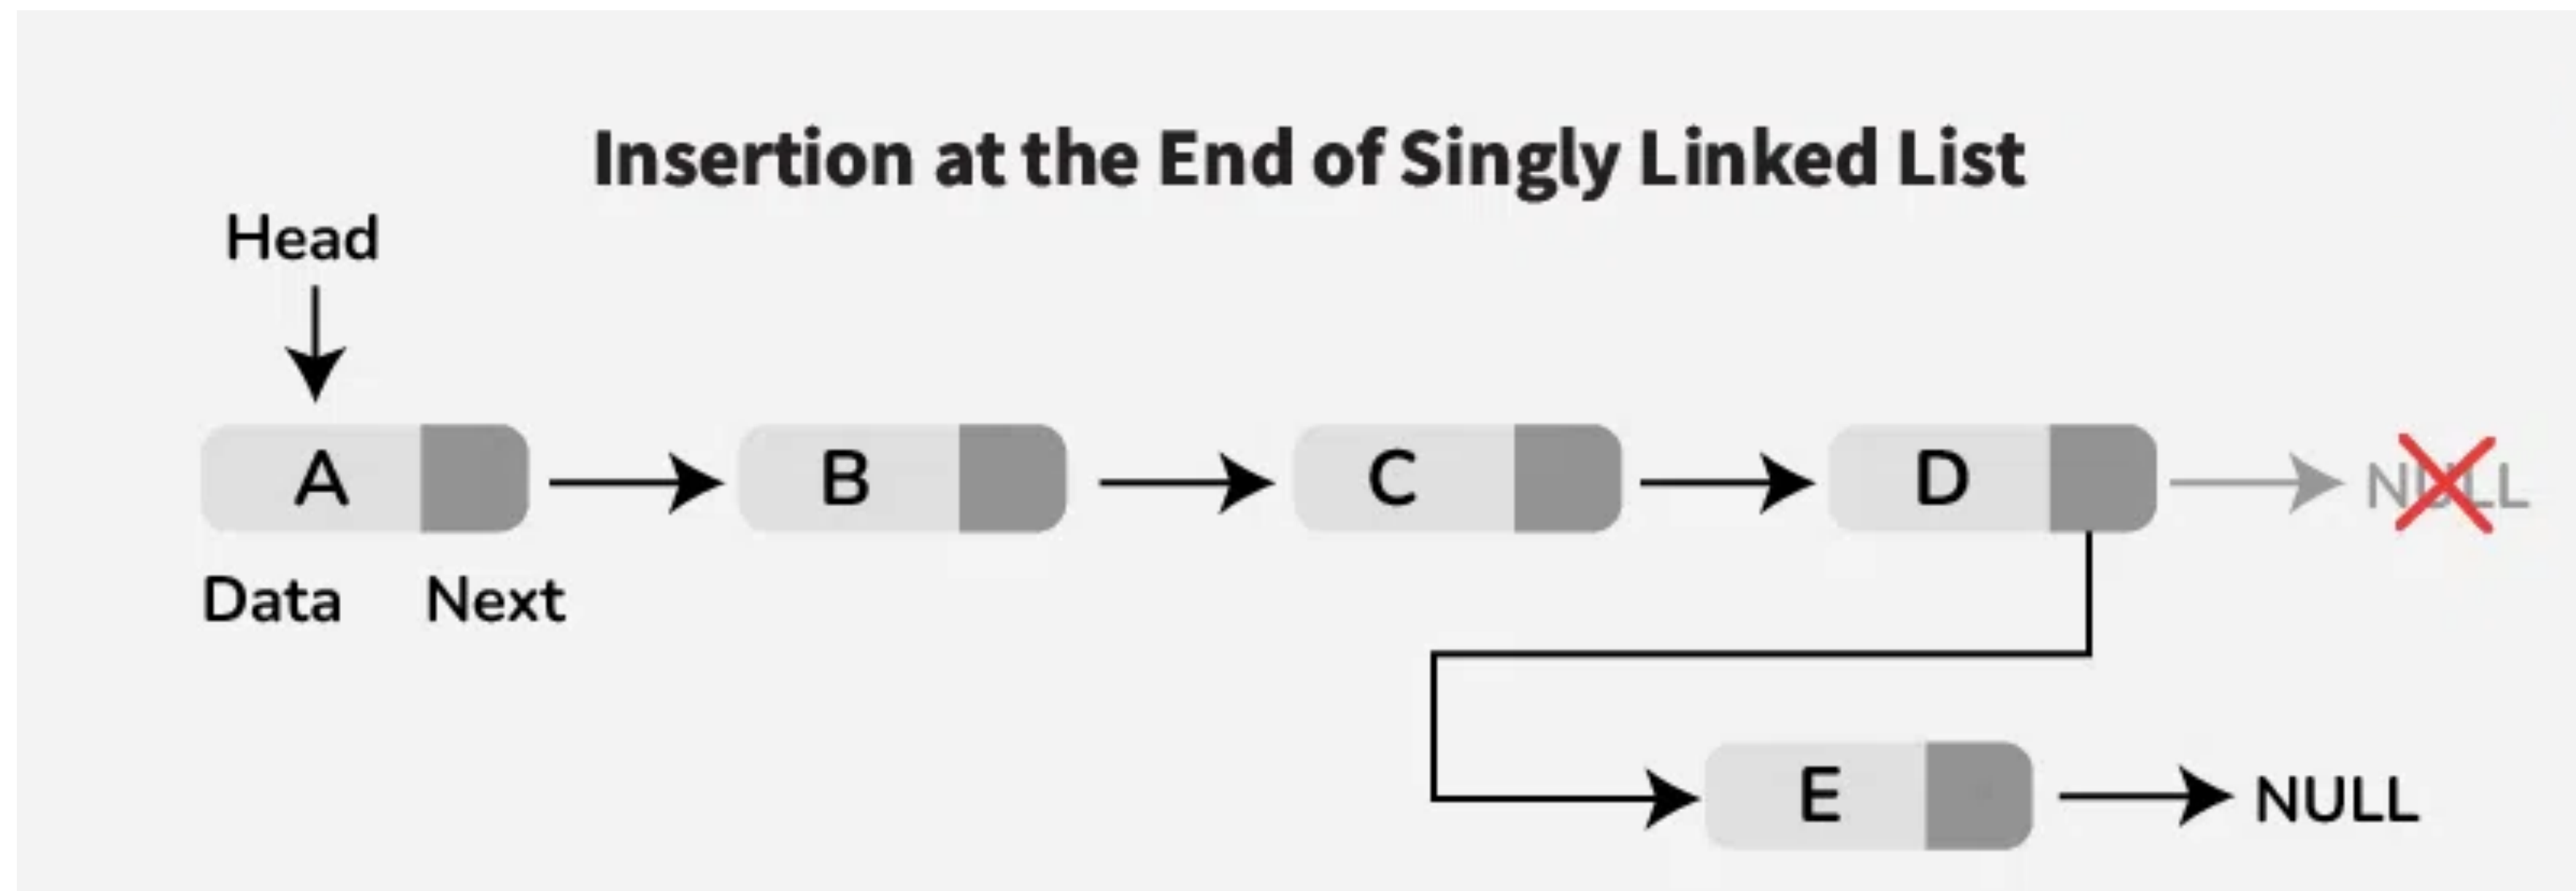 Insertion at the End of Singly Linked List
Head
A
B
C
D
NULL
Data Next
E
NULL